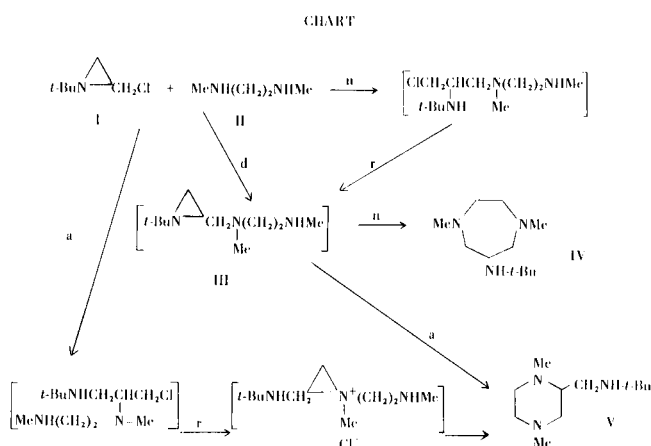 CHART
t-BuN CH₂Cl + MeNH(CH₂)₂NHMe n [ClCH₂CHCH₂N(CH₂)₂NHMe]
t-BuNH Me
I II
d r
[t-BuN CH₂N(CH₂)₂NHMe] n MeN NMe
Me
III NH-t-Bu IV
a a
[t-BuNHCH₂CHCH₂Cl] [t-BuNHCH₂ N⁺(CH₂)₂NHMe] Me N CH₂NH-t-Bu
MeNH(CH₂)₂ N-Me r Me N V
Cl⁻ Me